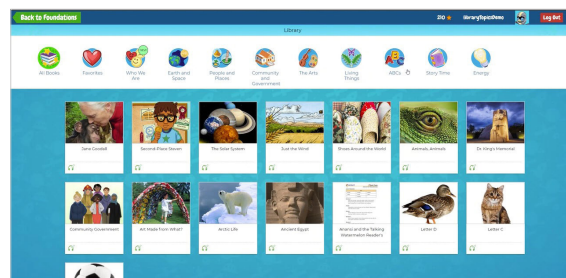 Back to Foundations
210
LibraryTopicsDemo
Log Out
Library
All Books
Favorites
Who We
Are
Earth and
Space
People and
Places
Community
and
Government
The Arts
Living
Things
ABCs
Story Time
Energy
Jane Goodall
Second-Place Steven
The Solar System
Just the Wind
Shoes Around the World
Animals, Animals
Dr. King's Memorial
Community Government
Art Made from What?
Arctic Life
Ancient Egypt
Anansi and the Talking
Watermelon Reader's
Letter D
Letter C